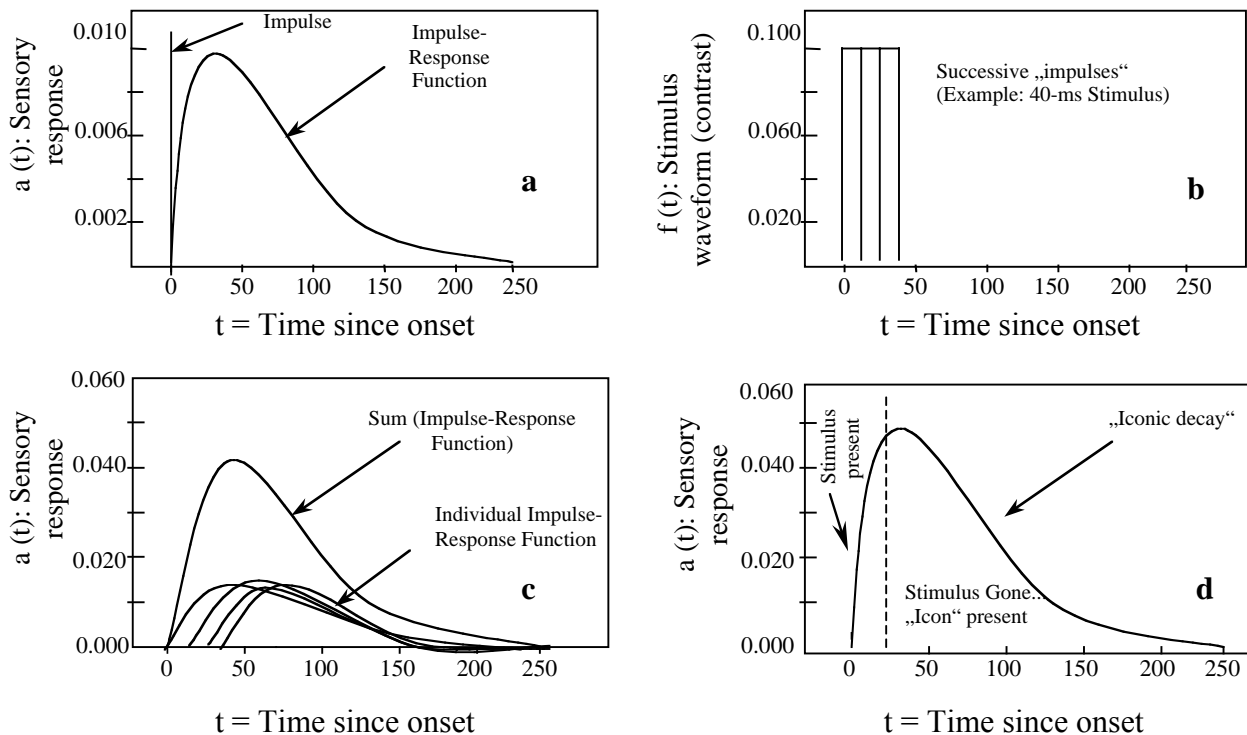 0.010
0.006
0.002
a (t): Sensory
response
Impulse
Impulse-
Response
Function
a
0
50
100
150
200
250
t = Time since onset
0.100
0.060
0.020
f (t): Stimulus
waveform (contrast)
Successive „impulses“
(Example: 40-ms Stimulus)
b
0
50
100
150
200
250
t = Time since onset
0.060
0.040
0.020
0.000
a (t): Sensory
response
Sum (Impulse-Response
Function)
Individual Impulse-
Response Function
c
0
50
100
150
200
250
t = Time since onset
0.060
0.040
0.020
0.000
a (t): Sensory
response
Stimulus
present
„Iconic decay“
Stimulus Gone...
„Icon“ present
d
0
50
100
150
200
250
t = Time since onset